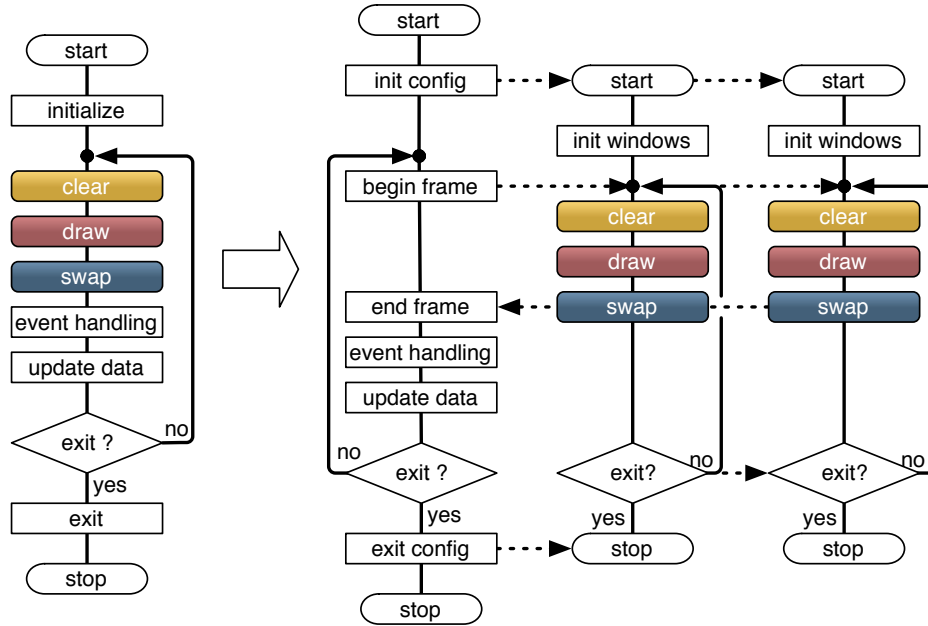 start
initialize
clear
draw
swap
event handling
update data
exit ?
no
yes
exit
stop
start
init config
begin frame
end frame
event handling
update data
no
exit ?
yes
exit config
stop
start
init windows
clear
draw
swap
exit?
no
yes
stop
start
init windows
clear
draw
swap
exit?
no
yes
stop